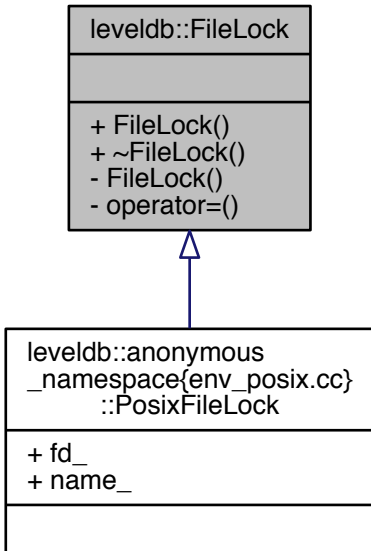 leveldb::FileLock
+ FileLock()
+ ~FileLock()
- FileLock()
- operator=()
leveldb::anonymous
_namespace{env_posix.cc}
::PosixFileLock
+ fd_
+ name_